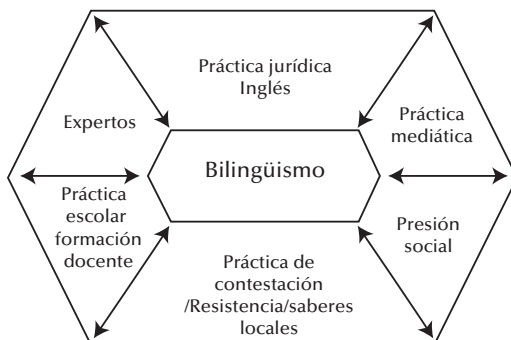 Práctica jurídica
Inglés
Expertos
Práctica
mediática
Bilingüismo
Práctica
escolar
formación
docente
Presión
social
Práctica de
contestación
/Resistencia/saberes
locales